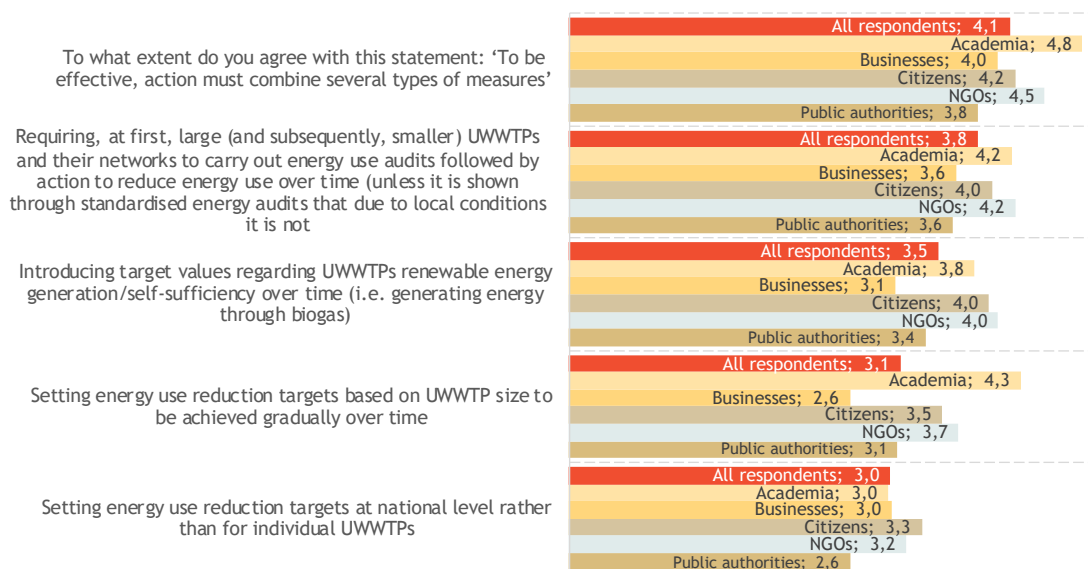 To what extent do you agree with this statement: ‘To be
effective, action must combine several types of measures’
All respondents; 4,1
Academia; 4,8
Businesses; 4,0
Citizens; 4,2
NGOs; 4,5
Public authorities; 3,8
Requiring, at first, large (and subsequently, smaller) UWWTPs
and their networks to carry out energy use audits followed by
action to reduce energy use over time (unless it is shown
through standardised energy audits that due to local conditions
it is not
All respondents; 3,8
Academia; 4,2
Businesses; 3,6
Citizens; 4,0
NGOs; 4,2
Public authorities; 3,6
Introducing target values regarding UWWTPs renewable energy
generation/self-sufficiency over time (i.e. generating energy
through biogas)
All respondents; 3,5
Academia; 3,8
Businesses; 3,1
Citizens; 4,0
NGOs; 4,0
Public authorities; 3,4
Setting energy use reduction targets based on UWWTP size to
be achieved gradually over time
All respondents; 3,1
Academia; 4,3
Businesses; 2,6
Citizens; 3,5
NGOs; 3,7
Public authorities; 3,1
Setting energy use reduction targets at national level rather
than for individual UWWTPs
All respondents; 3,0
Academia; 3,0
Businesses; 3,0
Citizens; 3,3
NGOs; 3,2
Public authorities; 2,6